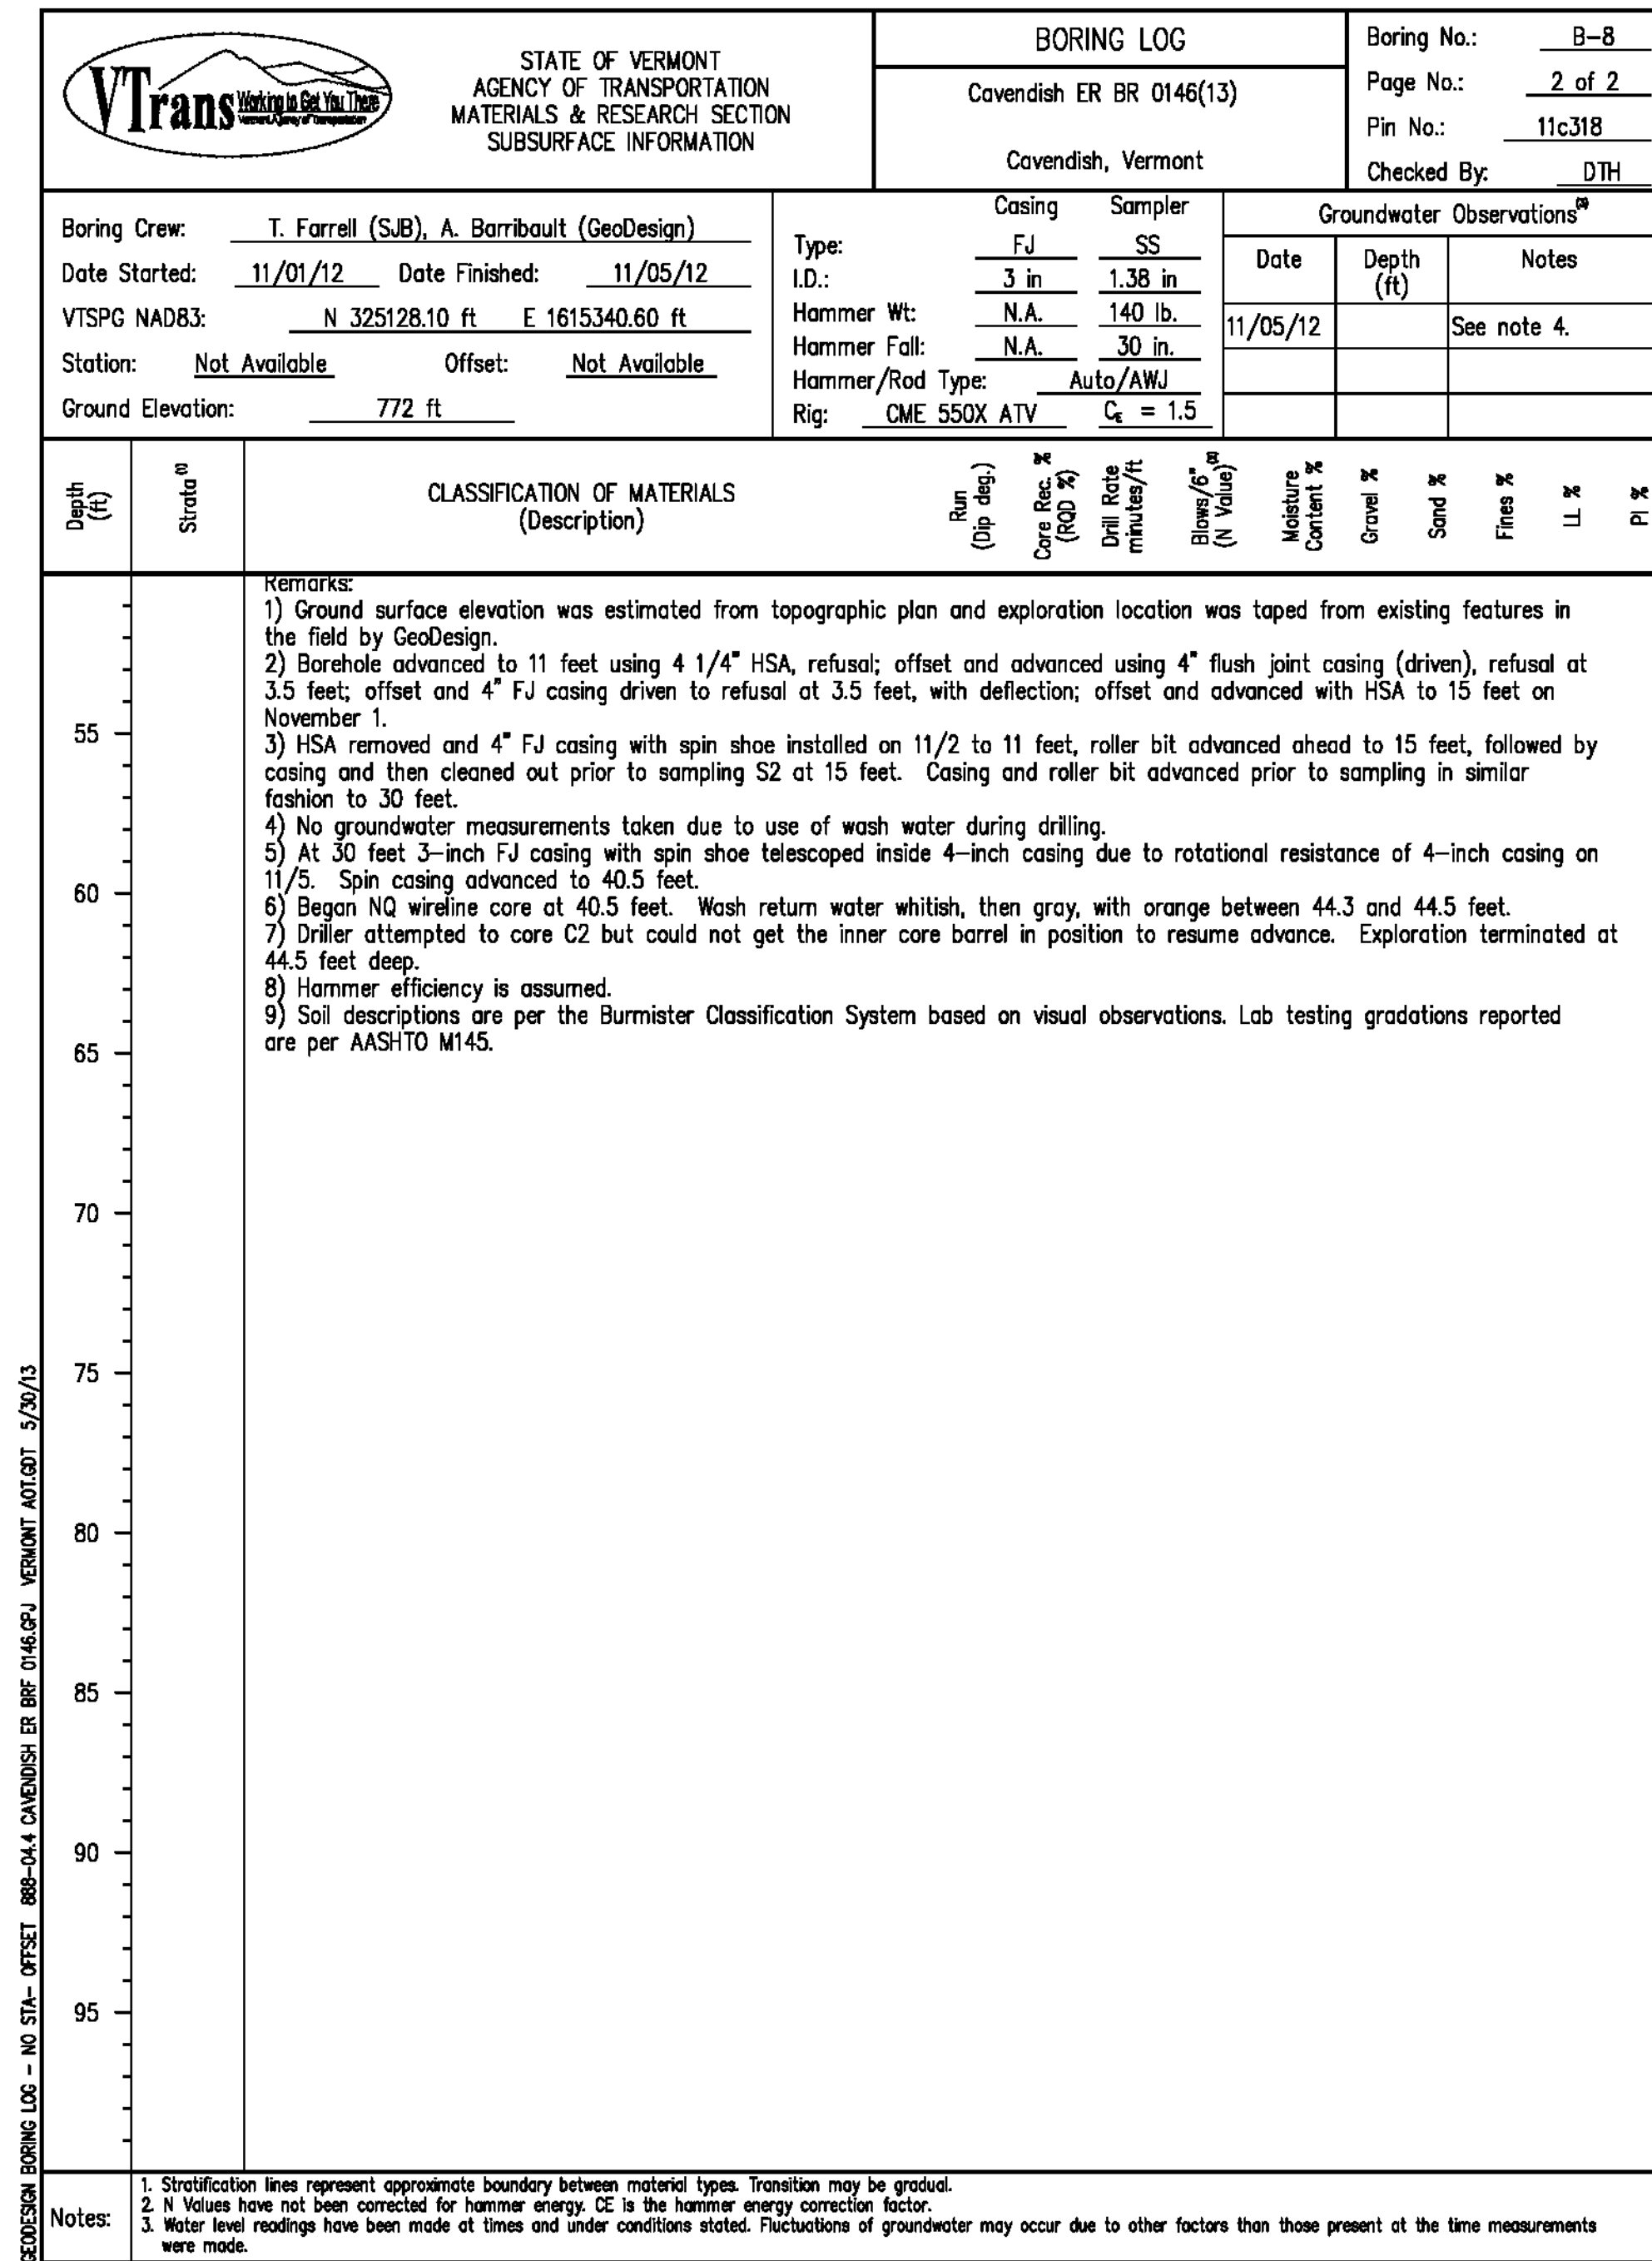 VTrans Working to Get You There
Vermont Agency of Transportation
STATE OF VERMONT
AGENCY OF TRANSPORTATION
MATERIALS & RESEARCH SECTION
SUBSURFACE INFORMATION
BORING LOG
Cavendish ER BR 0146(13)
Cavendish, Vermont
Boring No.: B-8
Page No.: 2 of 2
Pin No.: 11c318
Checked By: DTH
Boring Crew: T. Farrell (SJB), A. Barribault (GeoDesign)
Date Started: 11/01/12 Date Finished: 11/05/12
VTSPG NAD83: N 325128.10 ft E 1615340.60 ft
Station: Not Available Offset: Not Available
Ground Elevation: 772 ft
Casing Sampler
Type: FJ SS
I.D.: 3 in 1.38 in
Hammer Wt: N.A. 140 lb.
Hammer Fall: N.A. 30 in.
Hammer/Rod Type: Auto/AWJ
Rig: CME 550X ATV CE = 1.5
Groundwater Observations(3)
Date Depth (ft) Notes
11/05/12 See note 4.
Depth (ft)
Strata (1)
CLASSIFICATION OF MATERIALS
(Description)
Run
(Dip deg.)
Core Rec. %
(RQD %)
Drill Rate
minutes/ft
Blows/6"
(N Value)(2)
Moisture
Content %
Gravel %
Sand %
Fines %
LL %
PI %
Remarks:
1) Ground surface elevation was estimated from topographic plan and exploration location was taped from existing features in
the field by GeoDesign.
2) Borehole advanced to 11 feet using 4 1/4" HSA, refusal; offset and advanced using 4" flush joint casing (driven), refusal at
3.5 feet; offset and 4" FJ casing driven to refusal at 3.5 feet, with deflection; offset and advanced with HSA to 15 feet on
November 1.
3) HSA removed and 4" FJ casing with spin shoe installed on 11/2 to 11 feet, roller bit advanced ahead to 15 feet, followed by
casing and then cleaned out prior to sampling S2 at 15 feet. Casing and roller bit advanced prior to sampling in similar
fashion to 30 feet.
4) No groundwater measurements taken due to use of wash water during drilling.
5) At 30 feet 3-inch FJ casing with spin shoe telescoped inside 4-inch casing due to rotational resistance of 4-inch casing on
11/5. Spin casing advanced to 40.5 feet.
6) Began NQ wireline core at 40.5 feet. Wash return water whitish, then gray, with orange between 44.3 and 44.5 feet.
7) Driller attempted to core C2 but could not get the inner core barrel in position to resume advance. Exploration terminated at
44.5 feet deep.
8) Hammer efficiency is assumed.
9) Soil descriptions are per the Burmister Classification System based on visual observations. Lab testing gradations reported
are per AASHTO M145.
55
60
65
70
75
80
85
90
95
GEODESIGN BORING LOG - NO STA- OFFSET 888-04.4 CAVENDISH ER BRF 0146.GPJ VERMONT AOT.GDT 5/30/13
Notes:
1. Stratification lines represent approximate boundary between material types. Transition may be gradual.
2. N Values have not been corrected for hammer energy. CE is the hammer energy correction factor.
3. Water level readings have been made at times and under conditions stated. Fluctuations of groundwater may occur due to other factors than those present at the time measurements
were made.